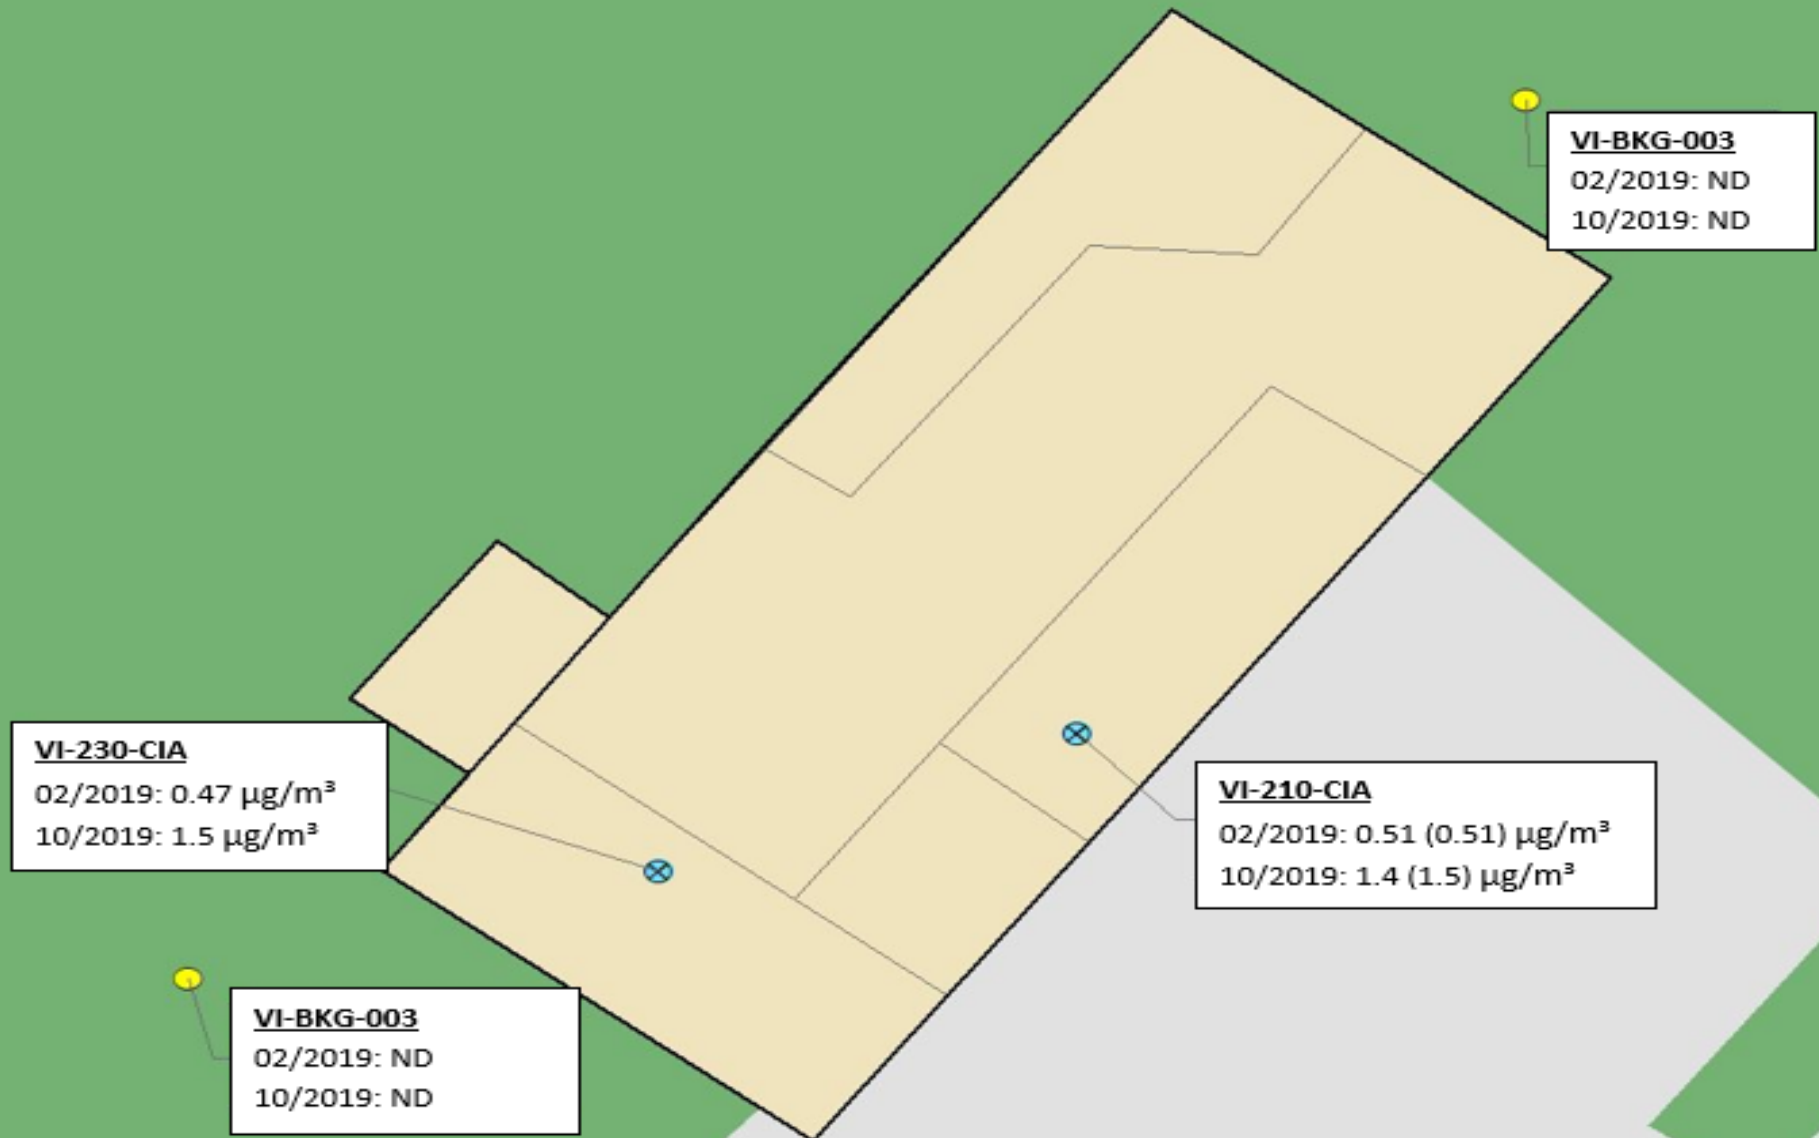 VI-BKG-003
02/2019: ND
10/2019: ND
VI-230-CIA
02/2019: 0.47 µg/m³
10/2019: 1.5 µg/m³
VI-210-CIA
02/2019: 0.51 (0.51) µg/m³
10/2019: 1.4 (1.5) µg/m³
VI-BKG-003
02/2019: ND
10/2019: ND